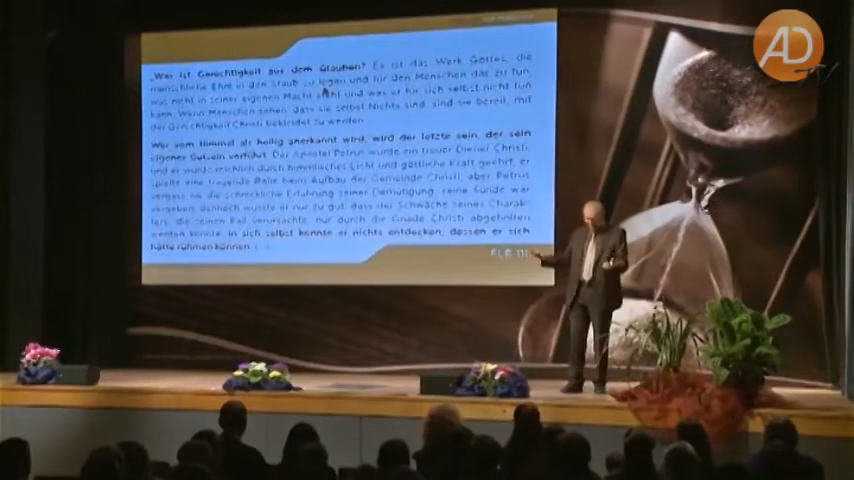 „Was ist Gerechtigkeit aus dem Glauben? Es ist das Werk Gottes, die
menschliche Ehre in den Staub zu legen und für den Menschen das zu tun,
was nicht in seiner eigenen Macht steht und was er für sich selbst nicht tun
kann. Wenn Menschen sehen, dass sie selbst Nichts sind, sind sie bereit, mit
der Gerechtigkeit Christi bekleidet zu werden.
Wer vom Himmel als heilig anerkannt wird, wird der letzte sein, der sein
eigenes Gutsein verführt. Der Apostel Petrus wurde ein treuer Diener Christi,
und er wurde reichlich durch himmlisches Licht und göttliche Kraft geehrt, er
spielte eine tragende Rolle beim Aufbau der Gemeinde Christi, aber Petrus
vergass nie die schreckliche Erfahrung seiner Demütigung, seine Sünde war
vergeben, dennoch wusste er nur zu gut, dass der Schwäche seines Charak-
ters, die seinen Fall verursachte, nur durch die Gnade Christi abgeholfen
werden konnte. In sich selbst konnte er nichts entdecken, dessen er sich
hätte rühmen können. (...)
AD
TV